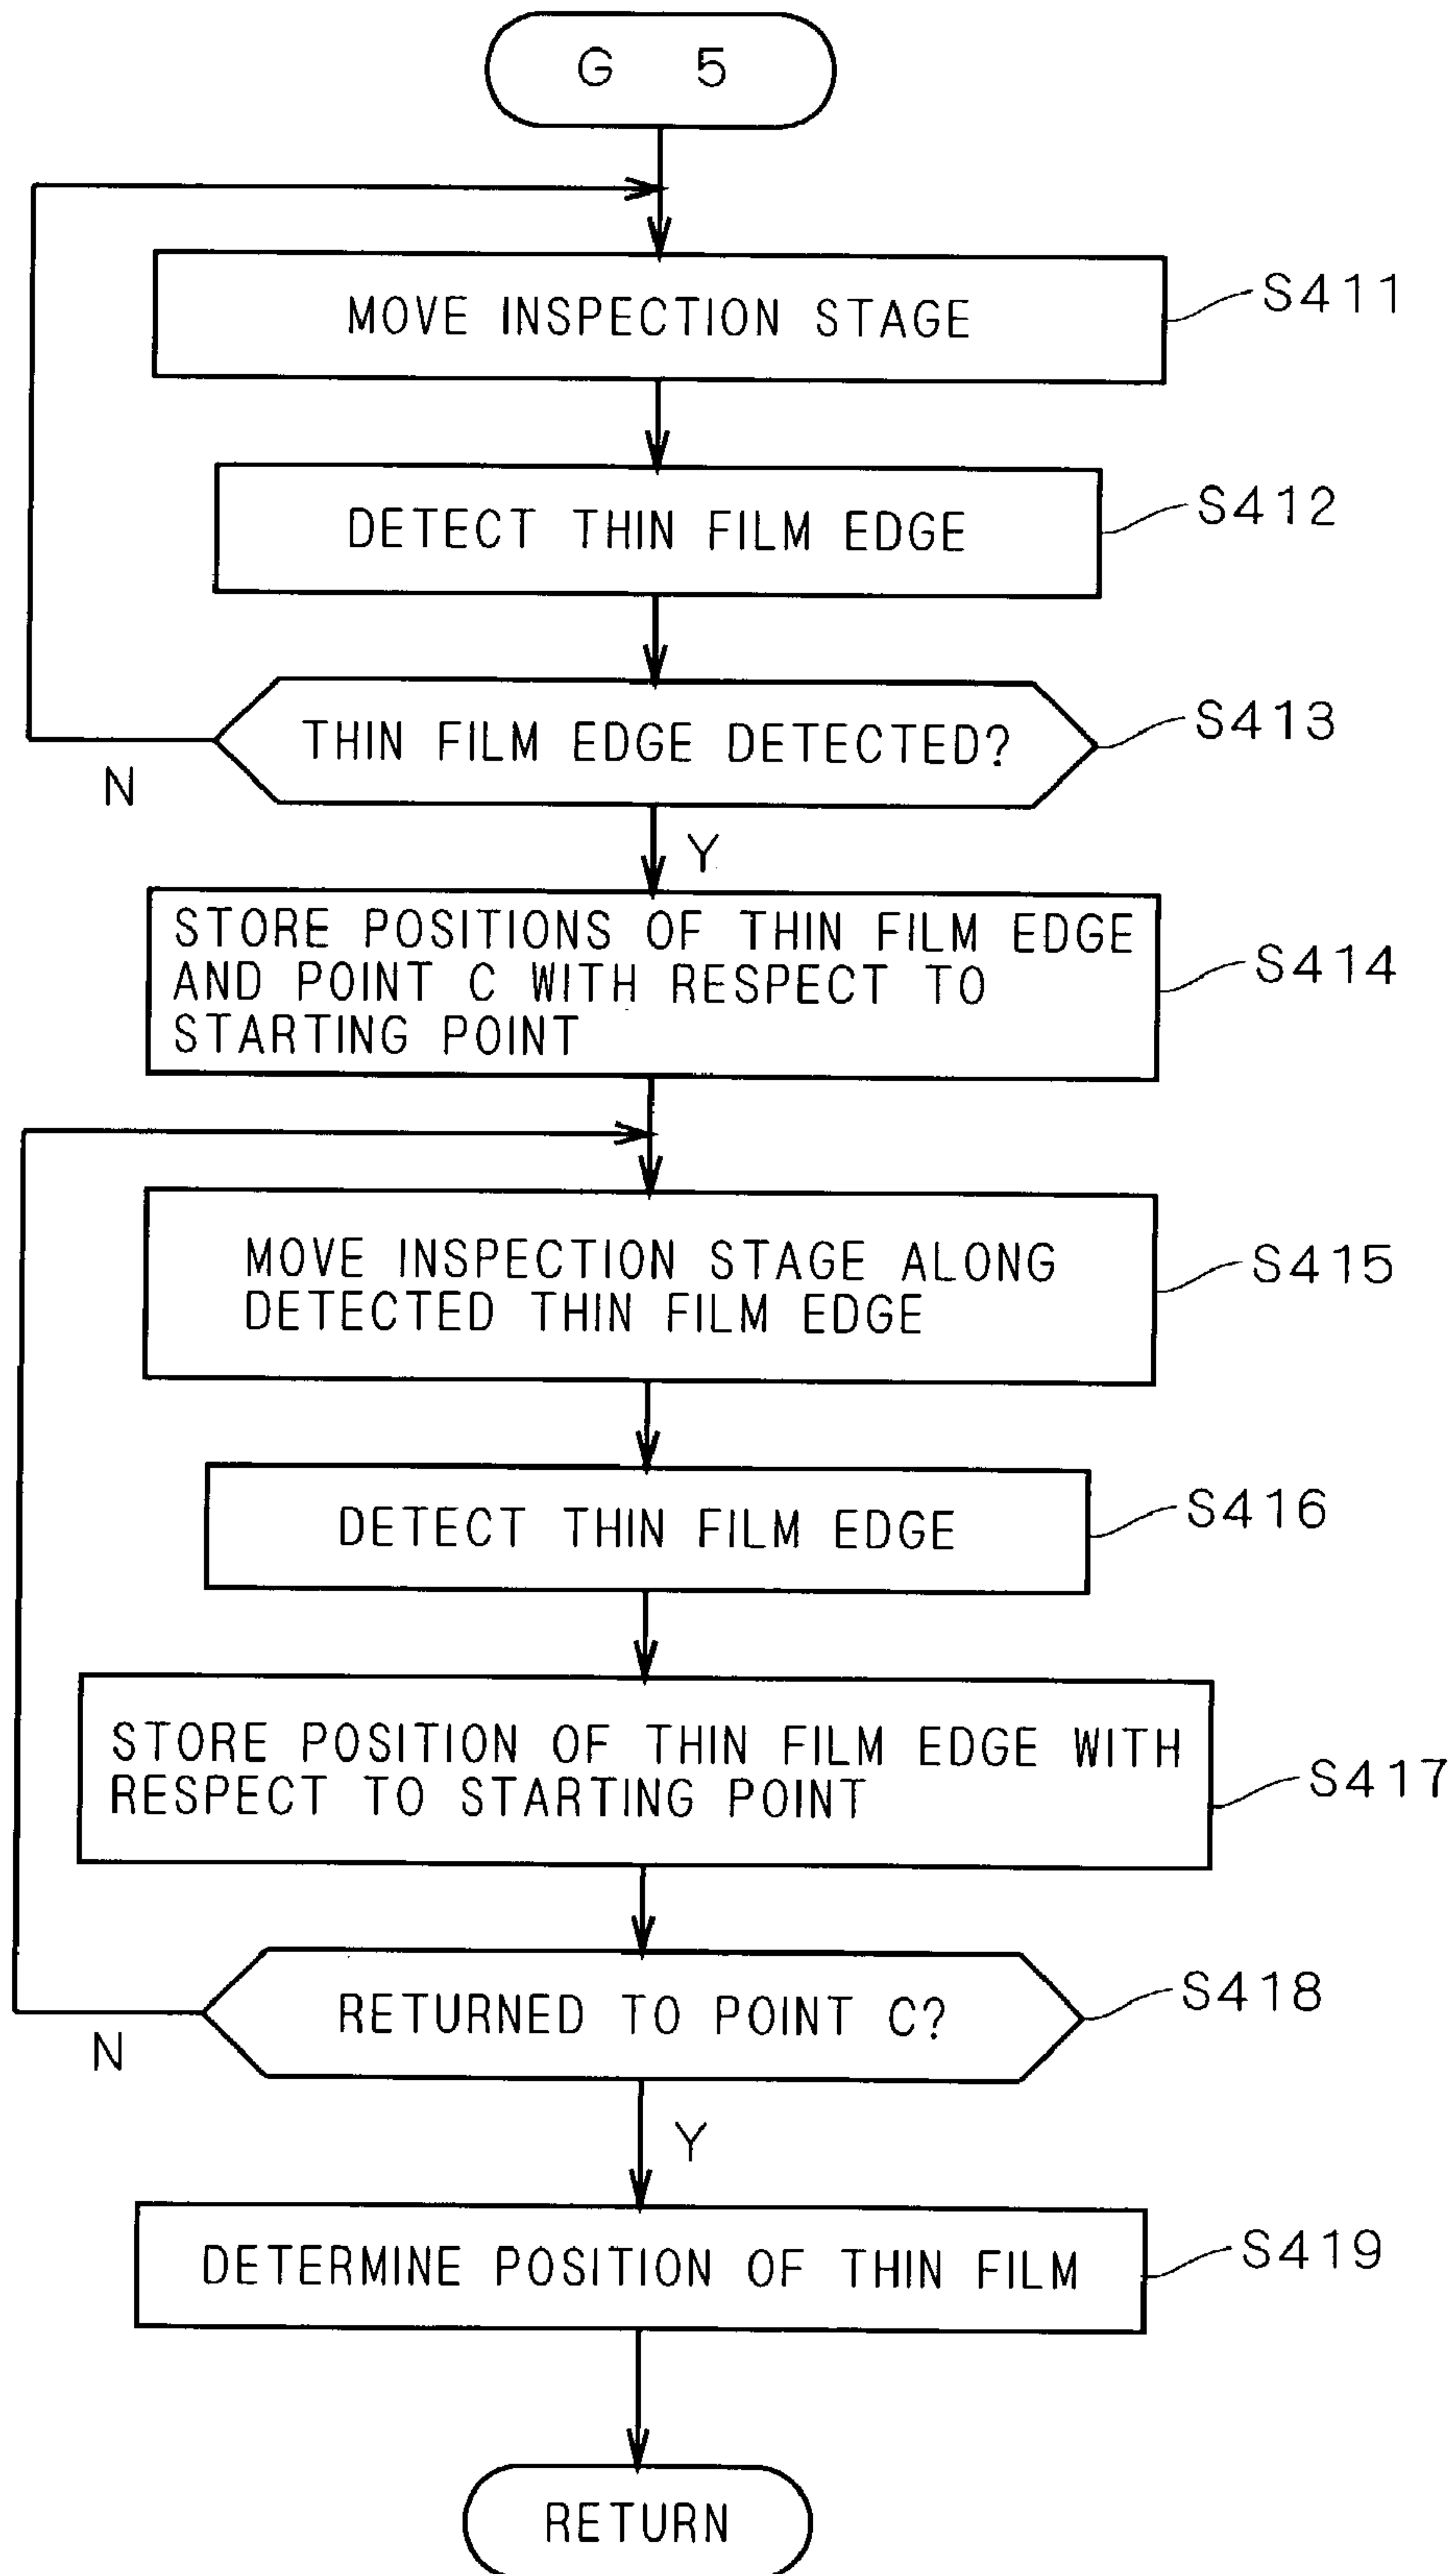 G 5
MOVE INSPECTION STAGE
S411
DETECT THIN FILM EDGE
S412
THIN FILM EDGE DETECTED?
S413
N
Y
STORE POSITIONS OF THIN FILM EDGE
AND POINT C WITH RESPECT TO
STARTING POINT
S414
MOVE INSPECTION STAGE ALONG
DETECTED THIN FILM EDGE
S415
DETECT THIN FILM EDGE
S416
STORE POSITION OF THIN FILM EDGE WITH
RESPECT TO STARTING POINT
S417
RETURNED TO POINT C?
S418
N
Y
DETERMINE POSITION OF THIN FILM
S419
RETURN